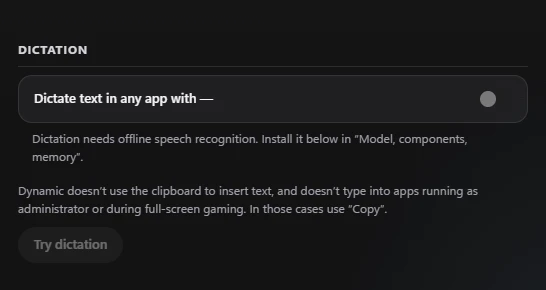 DICTATION
Dictate text in any app with —
Dictation needs offline speech recognition. Install it below in “Model, components,
memory”.
Dynamic doesn’t use the clipboard to insert text, and doesn’t type into apps running as
administrator or during full-screen gaming. In those cases use “Copy”.
Try dictation